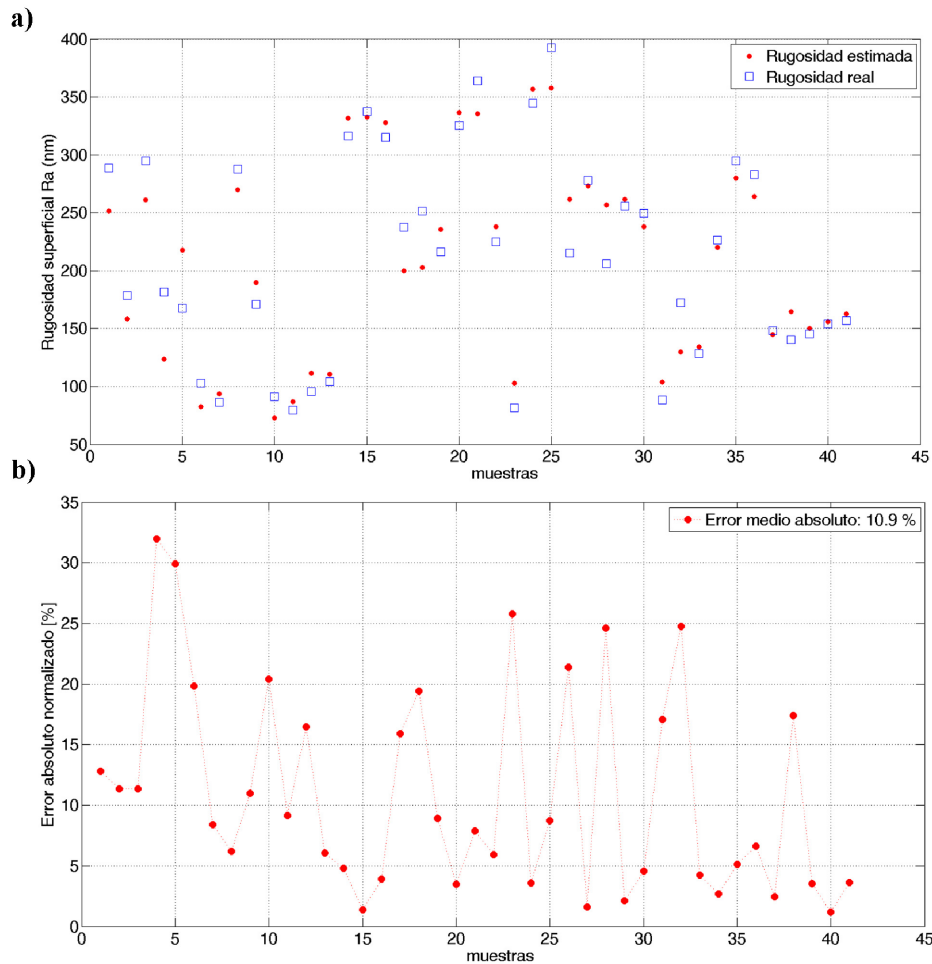 a)
400
350
300
250
200
150
100
50
Rugosidad superficial Ra (nm)
Rugosidad estimada
Rugosidad real
0 5 10 15 20 25 30 35 40 45
muestras
b)
35
30
25
20
15
10
5
0
Error absoluto normalizado [%]
Error medio absoluto: 10.9 %
0 5 10 15 20 25 30 35 40 45
muestras